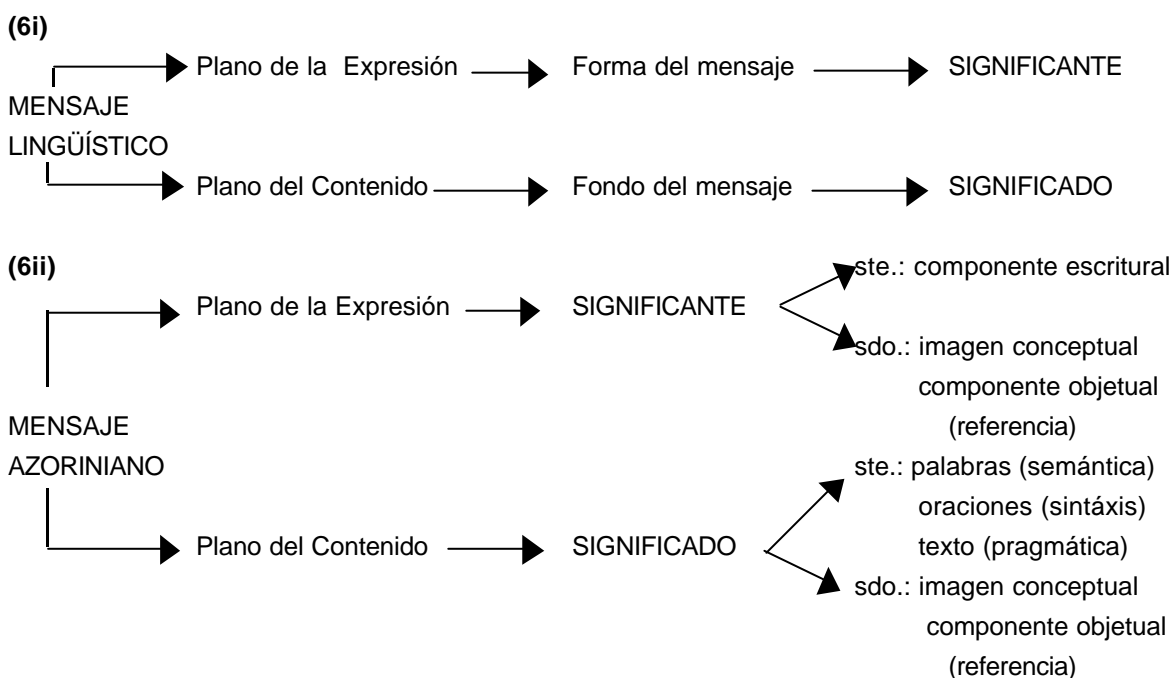 (6i)
Plano de la Expresión Forma del mensaje SIGNIFICANTE
MENSAJE
LINGÜÍSTICO
Plano del Contenido Fondo del mensaje SIGNIFICADO
(6ii)
ste.: componente escritural
Plano de la Expresión SIGNIFICANTE
sdo.: imagen conceptual
componente objetual
(referencia)
MENSAJE
AZORINIANO
ste.: palabras (semántica)
oraciones (sintáxis)
texto (pragmática)
Plano del Contenido SIGNIFICADO
sdo.: imagen conceptual
componente objetual
(referencia)